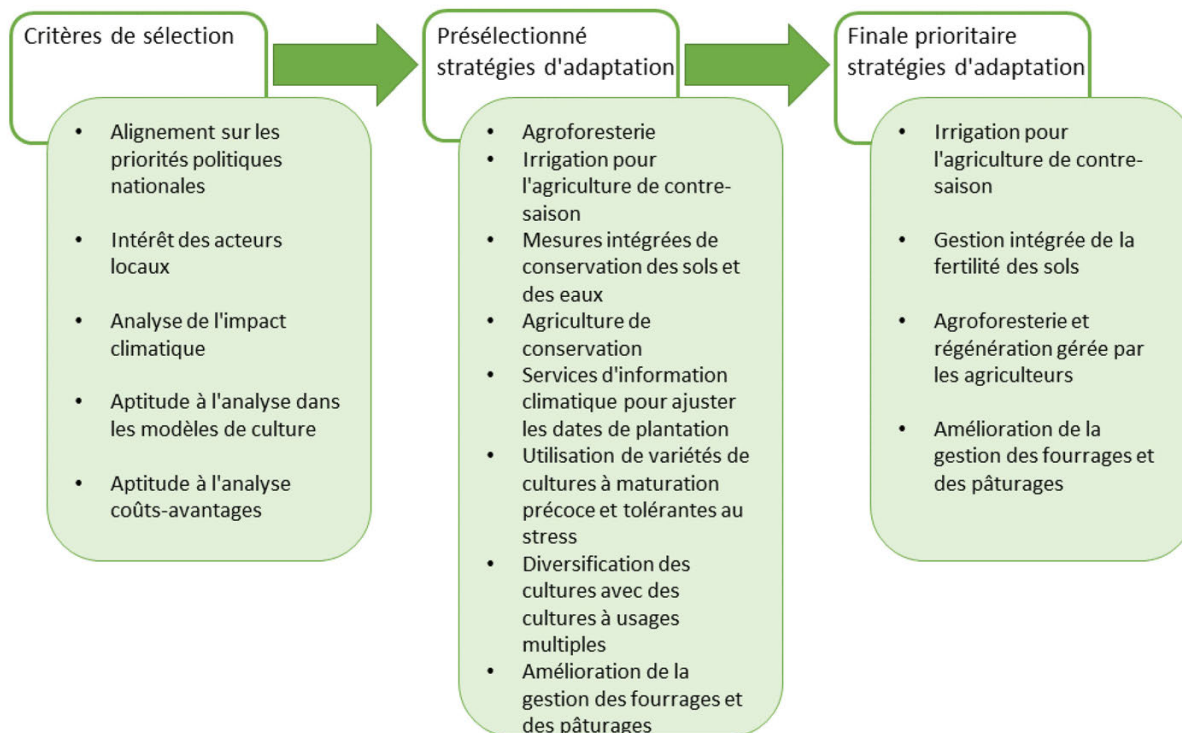 Critères de sélection
• Alignement sur les
priorités politiques
nationales
• Intérêt des acteurs
locaux
• Analyse de l'impact
climatique
• Aptitude à l'analyse dans
les modèles de culture
• Aptitude à l'analyse
coûts-avantages
Présélectionné
stratégies d'adaptation
• Agroforesterie
• Irrigation pour
l'agriculture de contre-
saison
• Mesures intégrées de
conservation des sols et
des eaux
• Agriculture de
conservation
• Services d'information
climatique pour ajuster
les dates de plantation
• Utilisation de variétés de
cultures à maturation
précoce et tolérantes au
stress
• Diversification des
cultures avec des
cultures à usages
multiples
• Amélioration de la
gestion des fourrages et
des pâturages
Finale prioritaire
stratégies d'adaptation
• Irrigation pour
l'agriculture de contre-
saison
• Gestion intégrée de la
fertilité des sols
• Agroforesterie et
régénération gérée par
les agriculteurs
• Amélioration de la
gestion des fourrages et
des pâturages